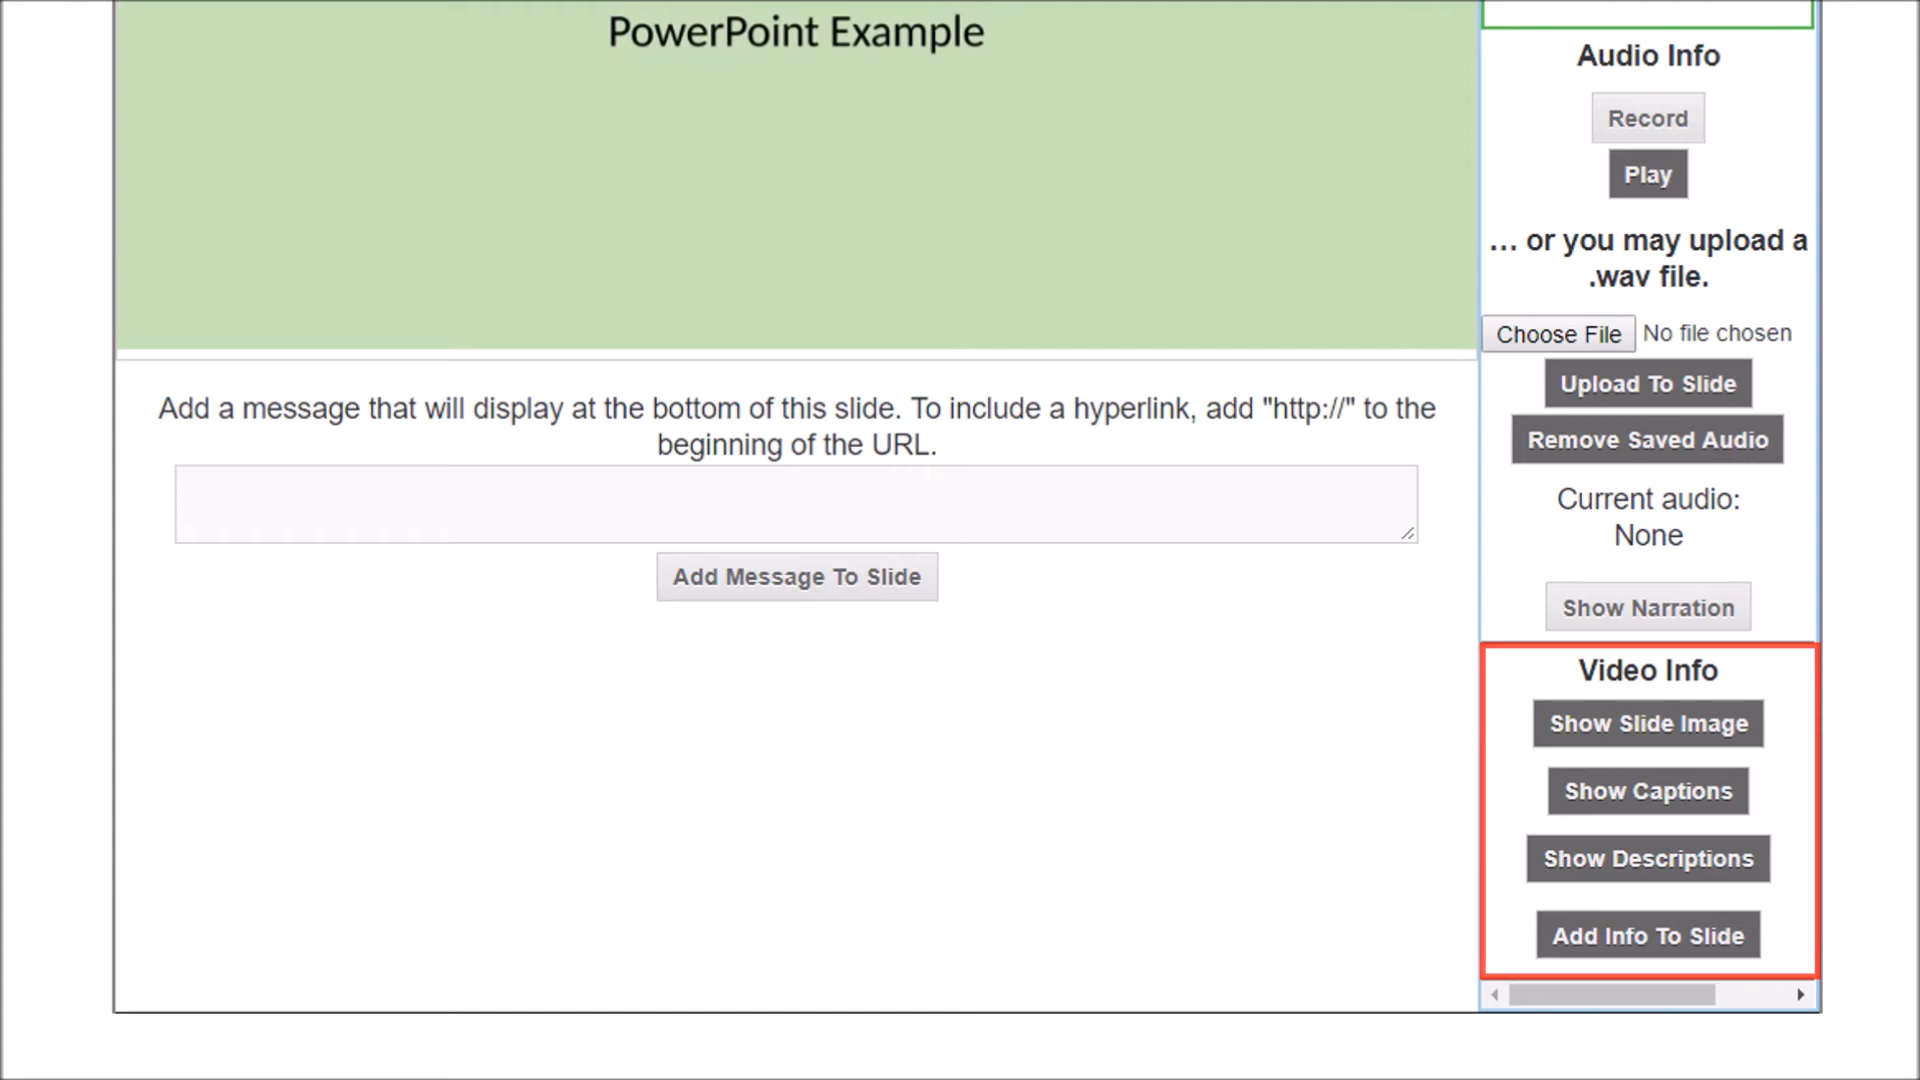 PowerPoint Example
Add a message that will display at the bottom of this slide. To include a hyperlink, add "http://" to the
beginning of the URL.
Add Message To Slide
Audio Info
Record
Play
... or you may upload a
.wav file.
Choose File No file chosen
Upload To Slide
Remove Saved Audio
Current audio:
None
Show Narration
Video Info
Show Slide Image
Show Captions
Show Descriptions
Add Info To Slide